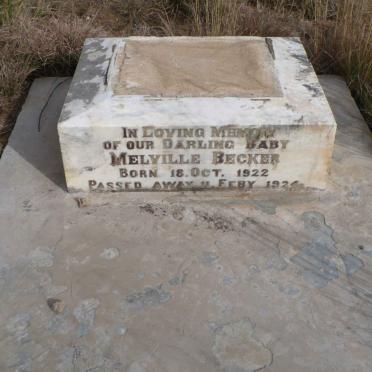 IN LOVING MEMORY
OF OUR DARLING BABY
MELVILLE BECKER
BORN 18. OCT. 1922
PASSED AWAY 11. FEBY 1924